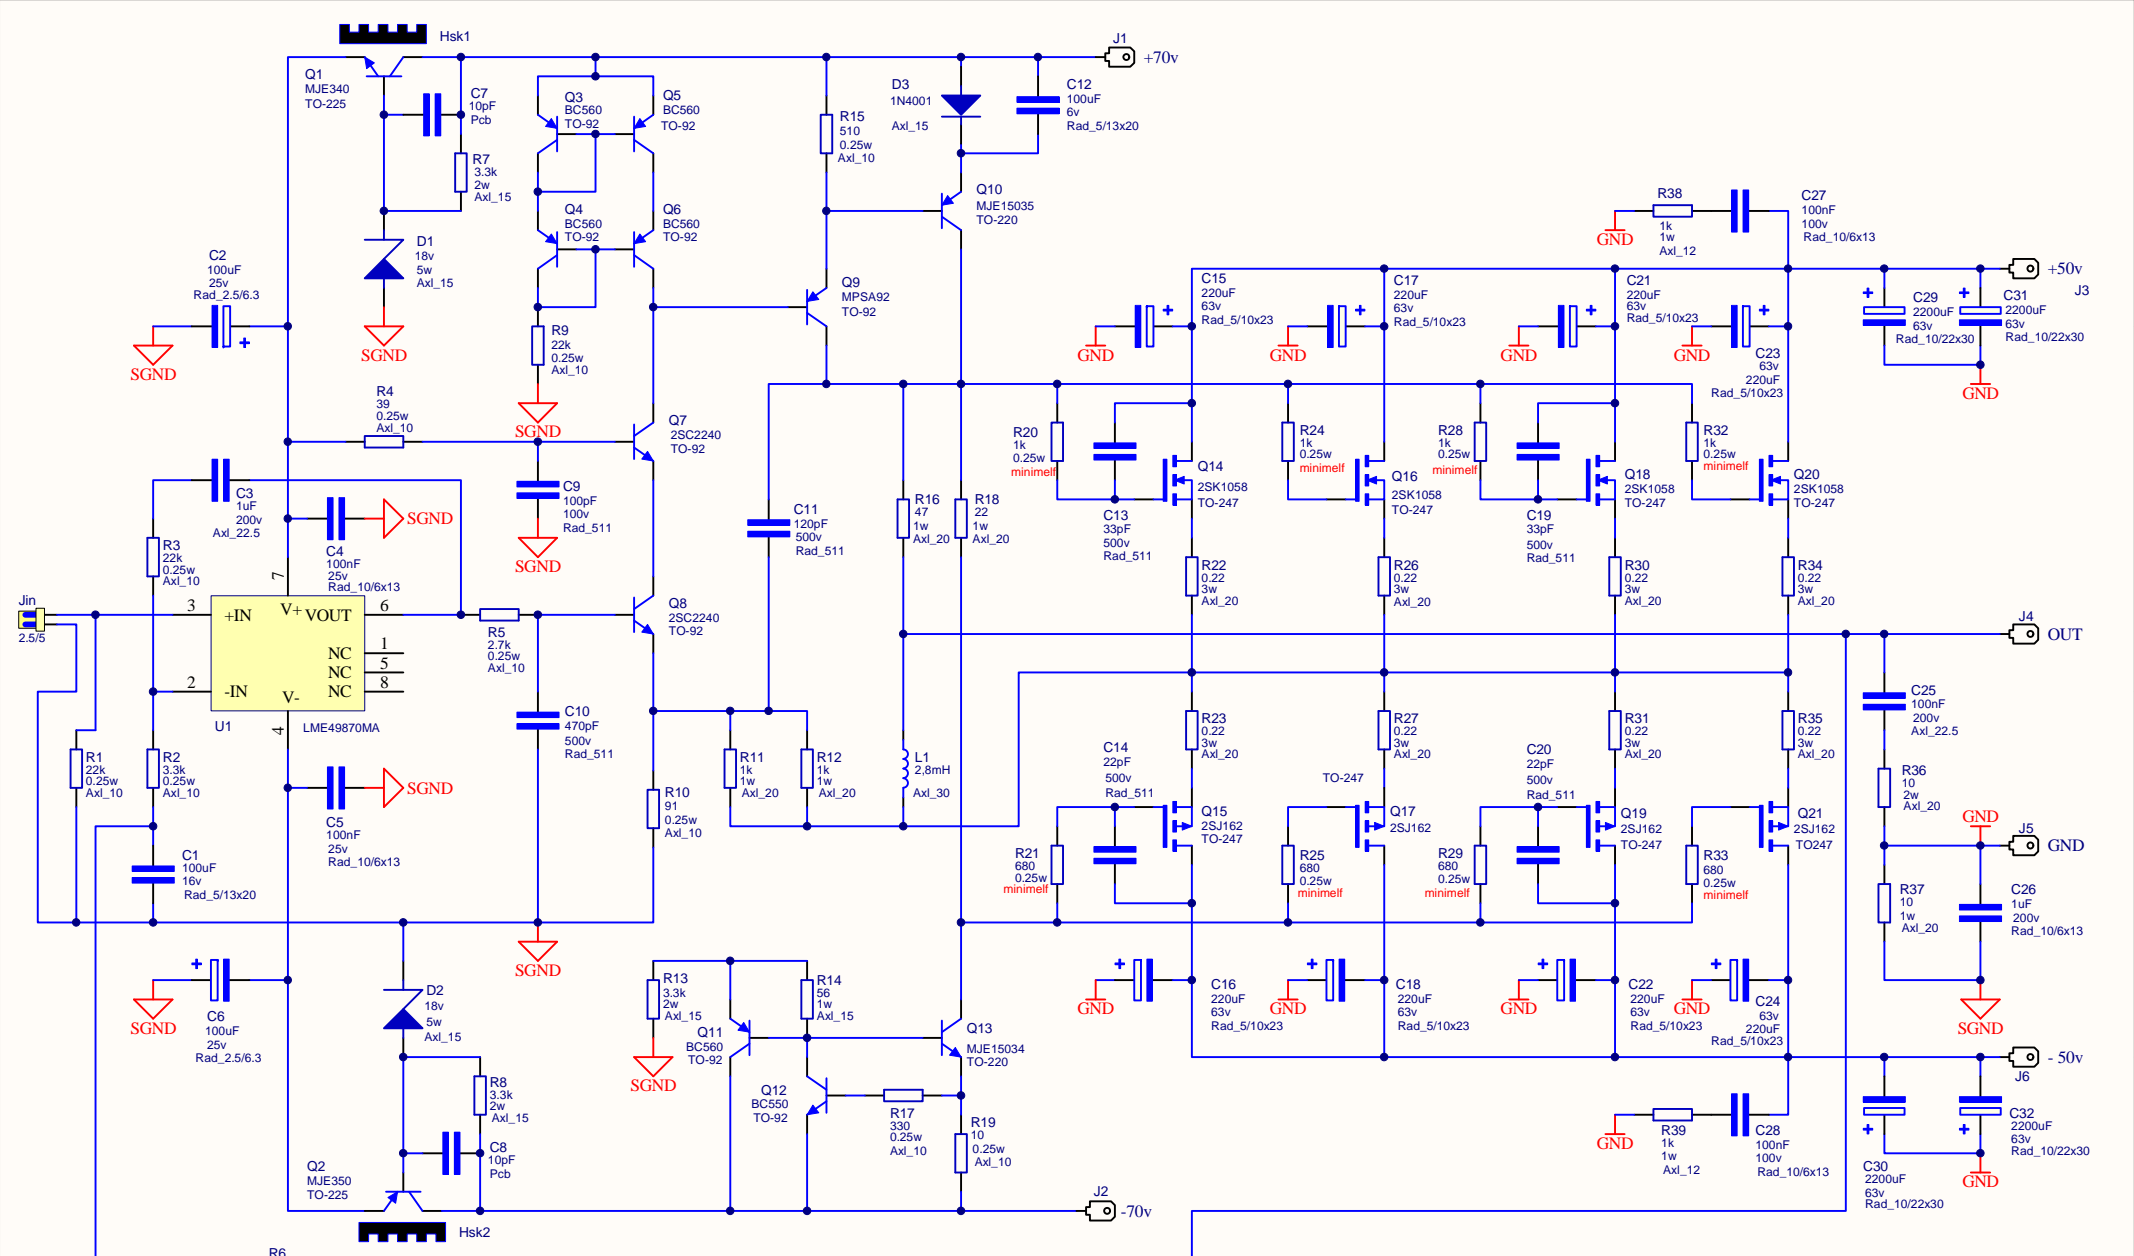 Hsk1
Q1
MJE340
TO-225
C7
10pF
Pcb
R7
3.3k
2w
Axl_15
D1
18v
5w
Axl_15
SGND
C2
100uF
25v
Rad_2.5/6.3
+
SGND
Q3
BC560
TO-92
Q5
BC560
TO-92
Q4
BC560
TO-92
Q6
BC560
TO-92
R9
22k
0.25w
Axl_10
SGND
R4
39
0.25w
Axl_10
R15
510
0.25w
Axl_10
D3
1N4001
Axl_15
C12
100uF
6v
Rad_5/13x20
J1
+70v
Q10
MJE15035
TO-220
Q9
MPSA92
TO-92
Q7
2SC2240
TO-92
C9
100pF
100v
Rad_511
SGND
C3
1uF
200v
Axl_22.5
SGND
C4
100nF
25v
Rad_10/6x13
R3
22k
0.25w
Axl_10
Jin
2.5/5
3
+IN
7
V+
VOUT
6
NC
1
NC
5
NC
8
2
-IN
V-
4
U1
LME49870MA
R5
2.7k
0.25w
Axl_10
Q8
2SC2240
TO-92
C10
470pF
500v
Rad_511
R1
22k
0.25w
Axl_10
R2
3.3k
0.25w
Axl_10
SGND
C5
100nF
25v
Rad_10/6x13
C1
100uF
16v
Rad_5/13x20
R10
91
0.25w
Axl_10
R11
1k
1w
Axl_20
R12
1k
1w
Axl_20
L1
2,8mH
Axl_30
C11
120pF
500v
Rad_511
R16
47
1w
Axl_20
R18
22
1w
Axl_20
SGND
+
C6
100uF
25v
Rad_2.5/6.3
SGND
D2
18v
5w
Axl_15
R8
3.3k
2w
Axl_15
C8
10pF
Pcb
Q2
MJE350
TO-225
Hsk2
R6
R13
3.3k
2w
Axl_15
SGND
R14
56
1w
Axl_15
Q11
BC560
TO-92
Q12
BC550
TO-92
R17
330
0.25w
Axl_10
Q13
MJE15034
TO-220
R19
10
0.25w
Axl_10
J2
-70v
R38
1k
1w
Axl_12
GND
C27
100nF
100v
Rad_10/6x13
+50v
J3
C15
220uF
63v
Rad_5/10x23
+
GND
C17
220uF
63v
Rad_5/10x23
+
GND
C21
220uF
63v
Rad_5/10x23
+
GND
+
GND
C23
63v
220uF
Rad_5/10x23
+
C29
2200uF
63v
Rad_10/22x30
+
C31
2200uF
63v
Rad_10/22x30
GND
R20
1k
0.25w
minimelf
Q14
2SK1058
TO-247
C13
33pF
500v
Rad_511
R24
1k
0.25w
minimelf
Q16
2SK1058
TO-247
R28
1k
0.25w
minimelf
Q18
2SK1058
TO-247
C19
33pF
500v
Rad_511
R32
1k
0.25w
minimelf
Q20
2SK1058
TO-247
R22
0.22
3w
Axl_20
R26
0.22
3w
Axl_20
R30
0.22
3w
Axl_20
R34
0.22
3w
Axl_20
J4
OUT
R23
0.22
3w
Axl_20
R27
0.22
3w
Axl_20
R31
0.22
3w
Axl_20
R35
0.22
3w
Axl_20
C14
22pF
500v
Rad_511
TO-247
C20
22pF
500v
Rad_511
Q15
2SJ162
TO-247
Q17
2SJ162
Q19
2SJ162
TO-247
Q21
2SJ162
TO247
R21
680
0.25w
minimelf
R25
680
0.25w
minimelf
R29
680
0.25w
minimelf
R33
680
0.25w
minimelf
C25
100nF
200v
Axl_22.5
R36
10
2w
Axl_20
GND
J5
GND
R37
10
1w
Axl_20
C26
1uF
200v
Rad_10/6x13
SGND
+
GND
C16
220uF
63v
Rad_5/10x23
+
GND
C18
220uF
63v
Rad_5/10x23
+
GND
C22
220uF
63v
Rad_5/10x23
+
GND
C24
63v
220uF
Rad_5/10x23
- 50v
J6
GND
R39
1k
1w
Axl_12
C28
100nF
100v
Rad_10/6x13
+
C30
2200uF
63v
Rad_10/22x30
+
C32
2200uF
63v
Rad_10/22x30
GND